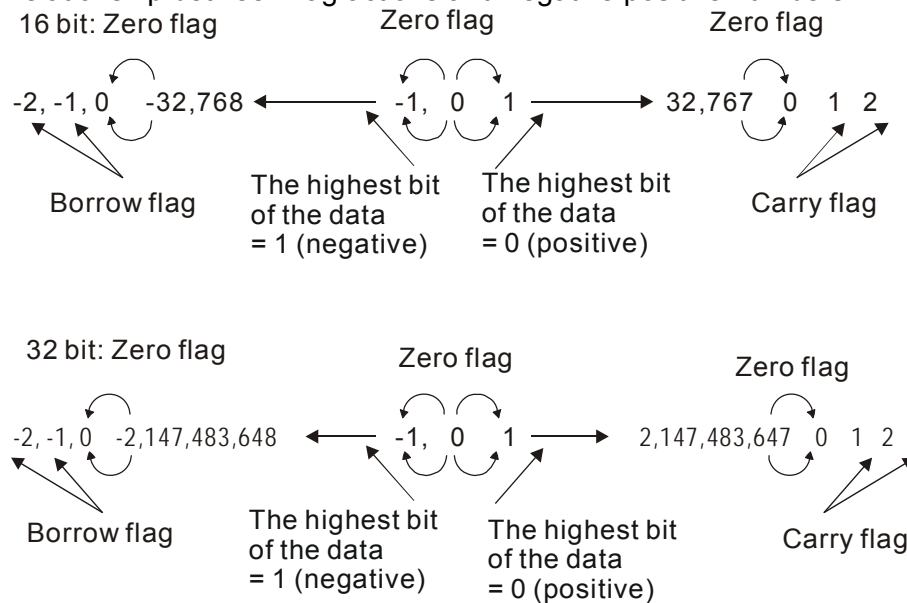 16 bit: Zero flag Zero flag Zero flag
-2, -1, 0 -32,768 -1, 0 1 32,767 0 1 2
Borrow flag
The highest bit
of the data
= 1 (negative)
The highest bit
of the data
= 0 (positive)
Carry flag
32 bit: Zero flag Zero flag Zero flag
-2, -1, 0 -2,147,483,648 -1, 0 1 2,147,483,647 0 1 2
Borrow flag
The highest bit
of the data
= 1 (negative)
The highest bit
of the data
= 0 (positive)
Carry flag